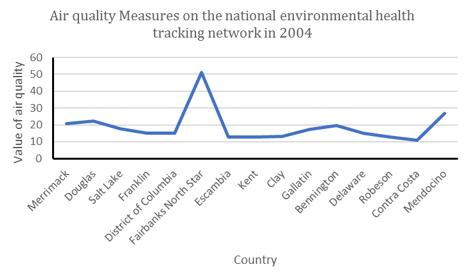 Air quality Measures on the national environmental health
tracking network in 2004
Value of air quality
60
50
40
30
20
10
0
Merrimack
Douglas
Salt Lake
Franklin
District of Columbia
Fairbanks North Star
Escambia
Kent
Clay
Gallatin
Bennington
Delaware
Robeson
Contra Costa
Mendocino
Country